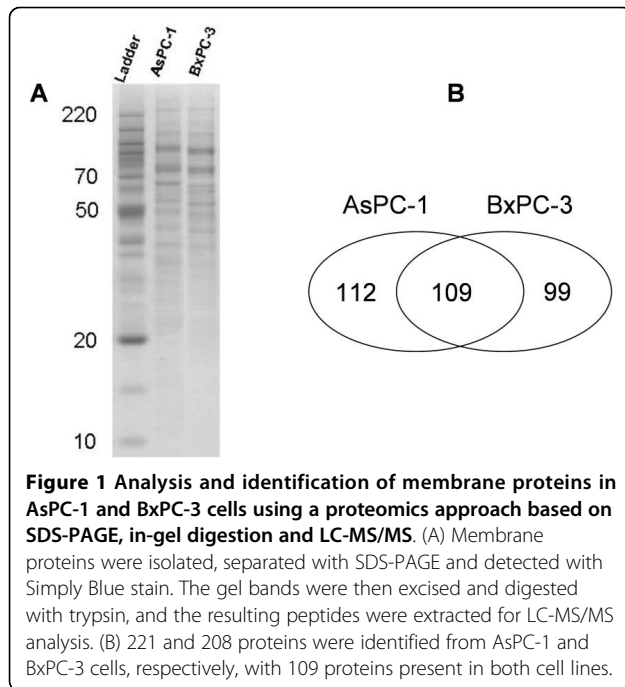 Ladder
AsPC-1
BxPC-3
A
220
70
50
20
10
B
AsPC-1 BxPC-3
112 109 99
Figure 1 Analysis and identification of membrane proteins in
AsPC-1 and BxPC-3 cells using a proteomics approach based on
SDS-PAGE, in-gel digestion and LC-MS/MS. (A) Membrane
proteins were isolated, separated with SDS-PAGE and detected with
Simply Blue stain. The gel bands were then excised and digested
with trypsin, and the resulting peptides were extracted for LC-MS/MS
analysis. (B) 221 and 208 proteins were identified from AsPC-1 and
BxPC-3 cells, respectively, with 109 proteins present in both cell lines.